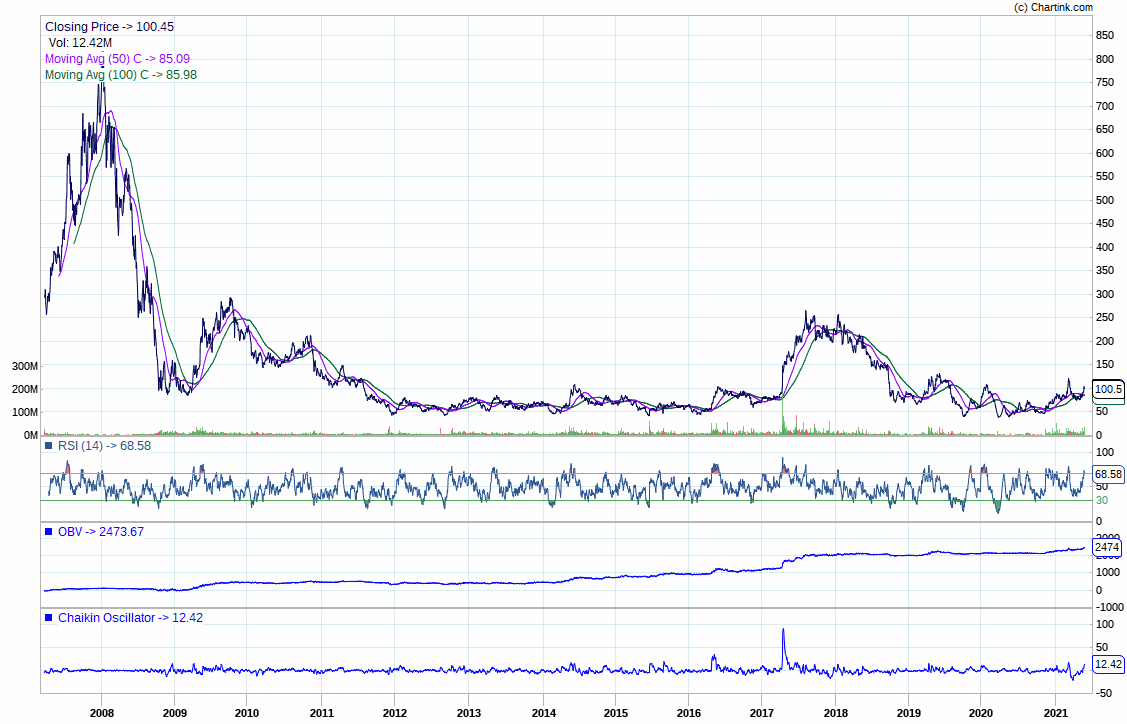 (c) Chartink.com
Closing Price -> 100.45
Vol: 12.42M
Moving Avg (50) C -> 85.09
Moving Avg (100) C -> 85.98
850
800
750
700
650
600
550
500
450
400
350
300
250
200
150
100.5
50
0
300M
200M
100M
0M
RSI (14) -> 68.58
100
68.58
50
30
0
OBV -> 2473.67
2000
2474
1000
0
-1000
Chaikin Oscillator -> 12.42
100
50
12.42
-50
2008 2009 2010 2011 2012 2013 2014 2015 2016 2017 2018 2019 2020 2021